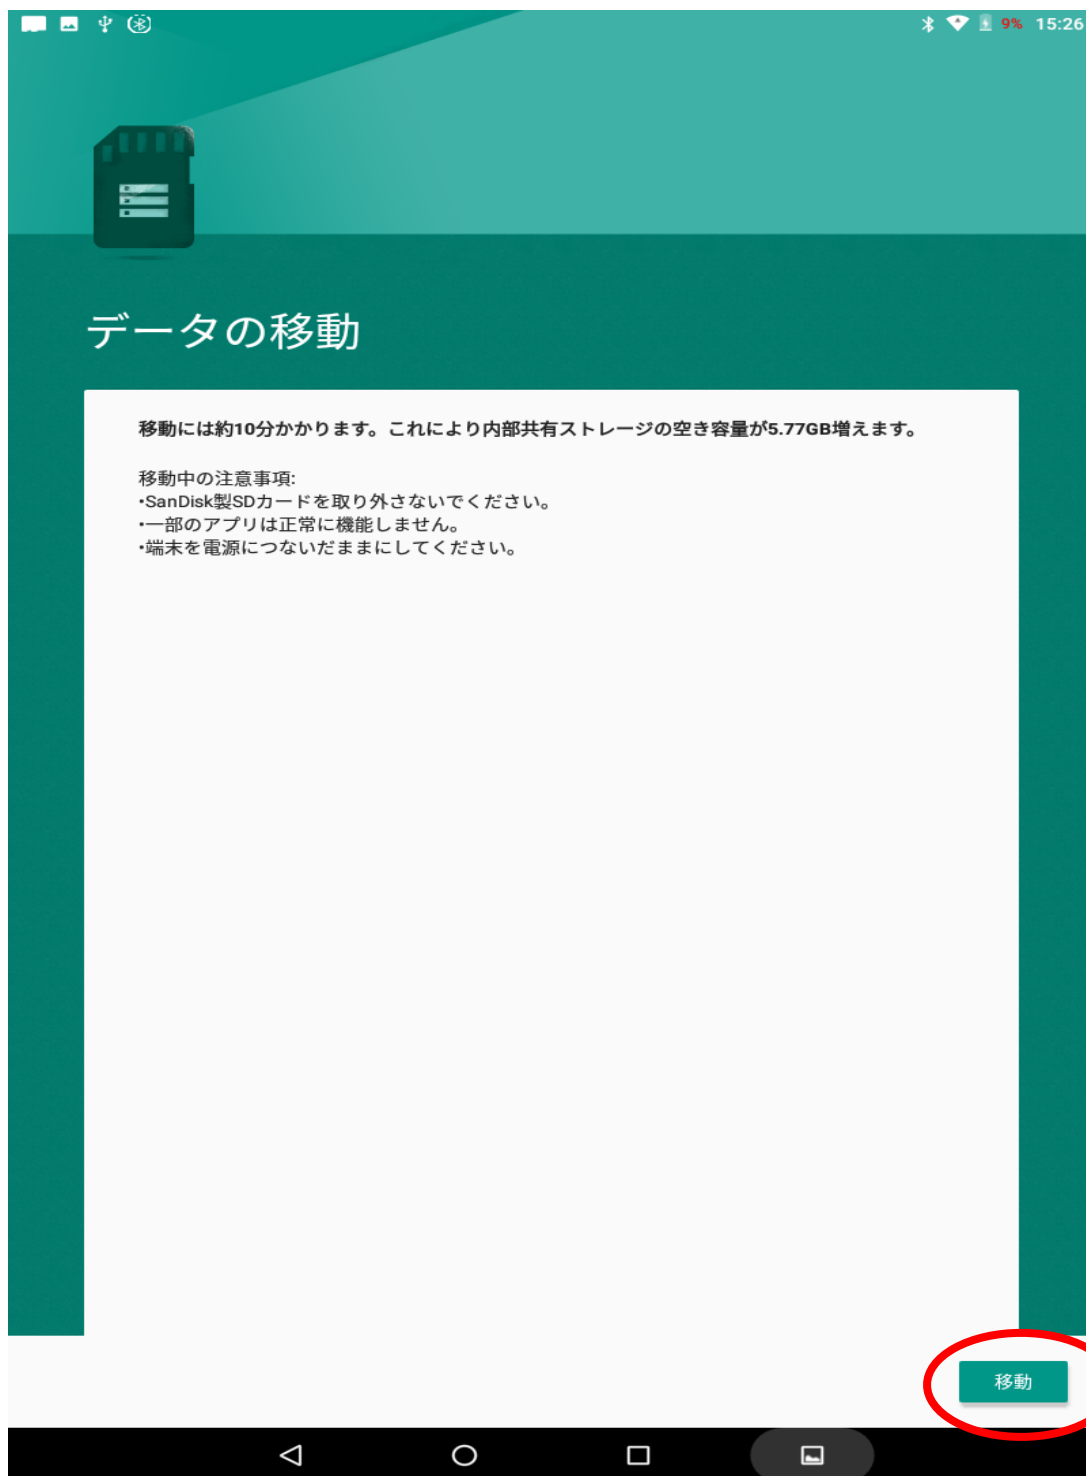 9% 15:26
データの移動
移動には約10分かかります。これにより内部共有ストレージの空き容量が5.77GB増えます。
移動中の注意事項:
•SanDisk製SDカードを取り外さないでください。
•一部のアプリは正常に機能しません。
•端末を電源につないだままにしてください。
移動